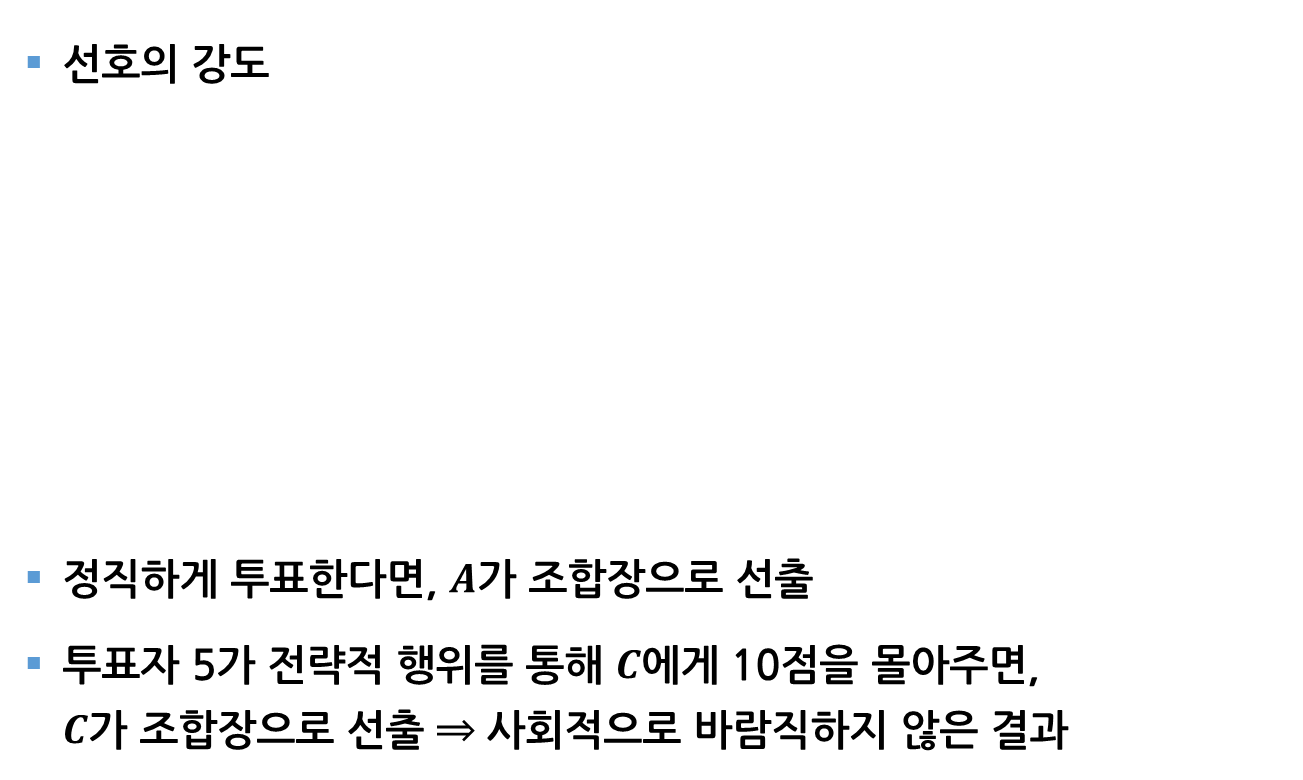 ▪ 선호의 강도
▪ 정직하게 투표한다면, A가 조합장으로 선출
▪ 투표자 5가 전략적 행위를 통해 C에게 10점을 몰아주면,
C가 조합장으로 선출 ⇒ 사회적으로 바람직하지 않은 결과